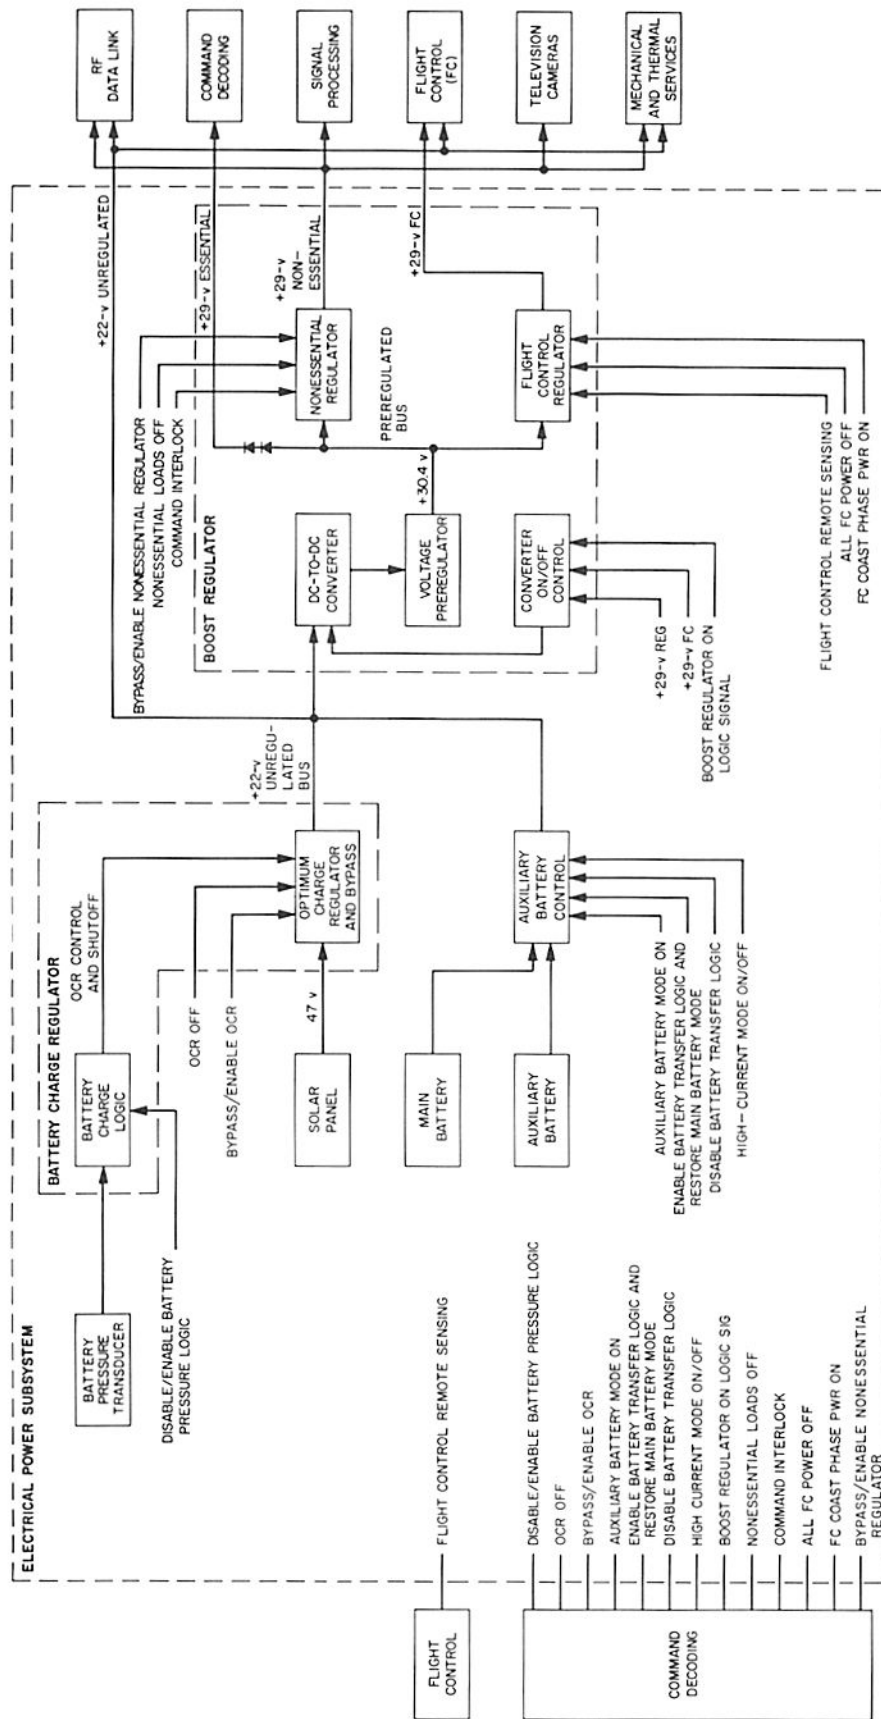 ELECTRICAL POWER SUBSYSTEM
BATTERY
PRESSURE
TRANSDUCER
DISABLE/ENABLE BATTERY
PRESSURE LOGIC
BATTERY CHARGE REGULATOR
BATTERY
CHARGE
LOGIC
OCR CONTROL
AND SHUTOFF
OCR OFF
BYPASS/ENABLE OCR
SOLAR
PANEL
47 v
OPTIMUM
CHARGE
REGULATOR
AND BYPASS
MAIN
BATTERY
AUXILIARY
BATTERY
AUXILIARY
BATTERY
CONTROL
AUXILIARY BATTERY MODE ON
ENABLE BATTERY TRANSFER LOGIC AND
RESTORE MAIN BATTERY MODE
DISABLE BATTERY TRANSFER LOGIC
HIGH-CURRENT MODE ON/OFF
+22-v
UNREGU-
LATED
BUS
+22-v UNREGULATED
BYPASS/ENABLE NONESSENTIAL REGULATOR
NONESSENTIAL LOADS OFF
COMMAND INTERLOCK
BOOST REGULATOR
DC-TO-DC
CONVERTER
VOLTAGE
PREREGULATOR
CONVERTER
ON/OFF
CONTROL
+29-v REG
+29-v FC
BOOST REGULATOR ON
LOGIC SIGNAL
+30.4 v
PREREGULATED
BUS
NONESSENTIAL
REGULATOR
FLIGHT
CONTROL
REGULATOR
FLIGHT CONTROL REMOTE SENSING
ALL FC POWER OFF
FC COAST PHASE PWR ON
+29-v ESSENTIAL
+29-v
NON-
ESSENTIAL
+29-v FC
RF
DATA LINK
COMMAND
DECODING
SIGNAL
PROCESSING
FLIGHT
CONTROL
(FC)
TELEVISION
CAMERAS
MECHANICAL
AND THERMAL
SERVICES
FLIGHT
CONTROL
FLIGHT CONTROL REMOTE SENSING
COMMAND
DECODING
DISABLE/ENABLE BATTERY PRESSURE LOGIC
OCR OFF
BYPASS/ENABLE OCR
AUXILIARY BATTERY MODE ON
ENABLE BATTERY TRANSFER LOGIC AND
RESTORE MAIN BATTERY MODE
DISABLE BATTERY TRANSFER LOGIC
HIGH CURRENT MODE ON/OFF
BOOST REGULATOR ON LOGIC SIG
NONESSENTIAL LOADS OFF
COMMAND INTERLOCK
ALL FC POWER OFF
FC COAST PHASE PWR ON
BYPASS/ENABLE NONESSENTIAL
REGULATOR